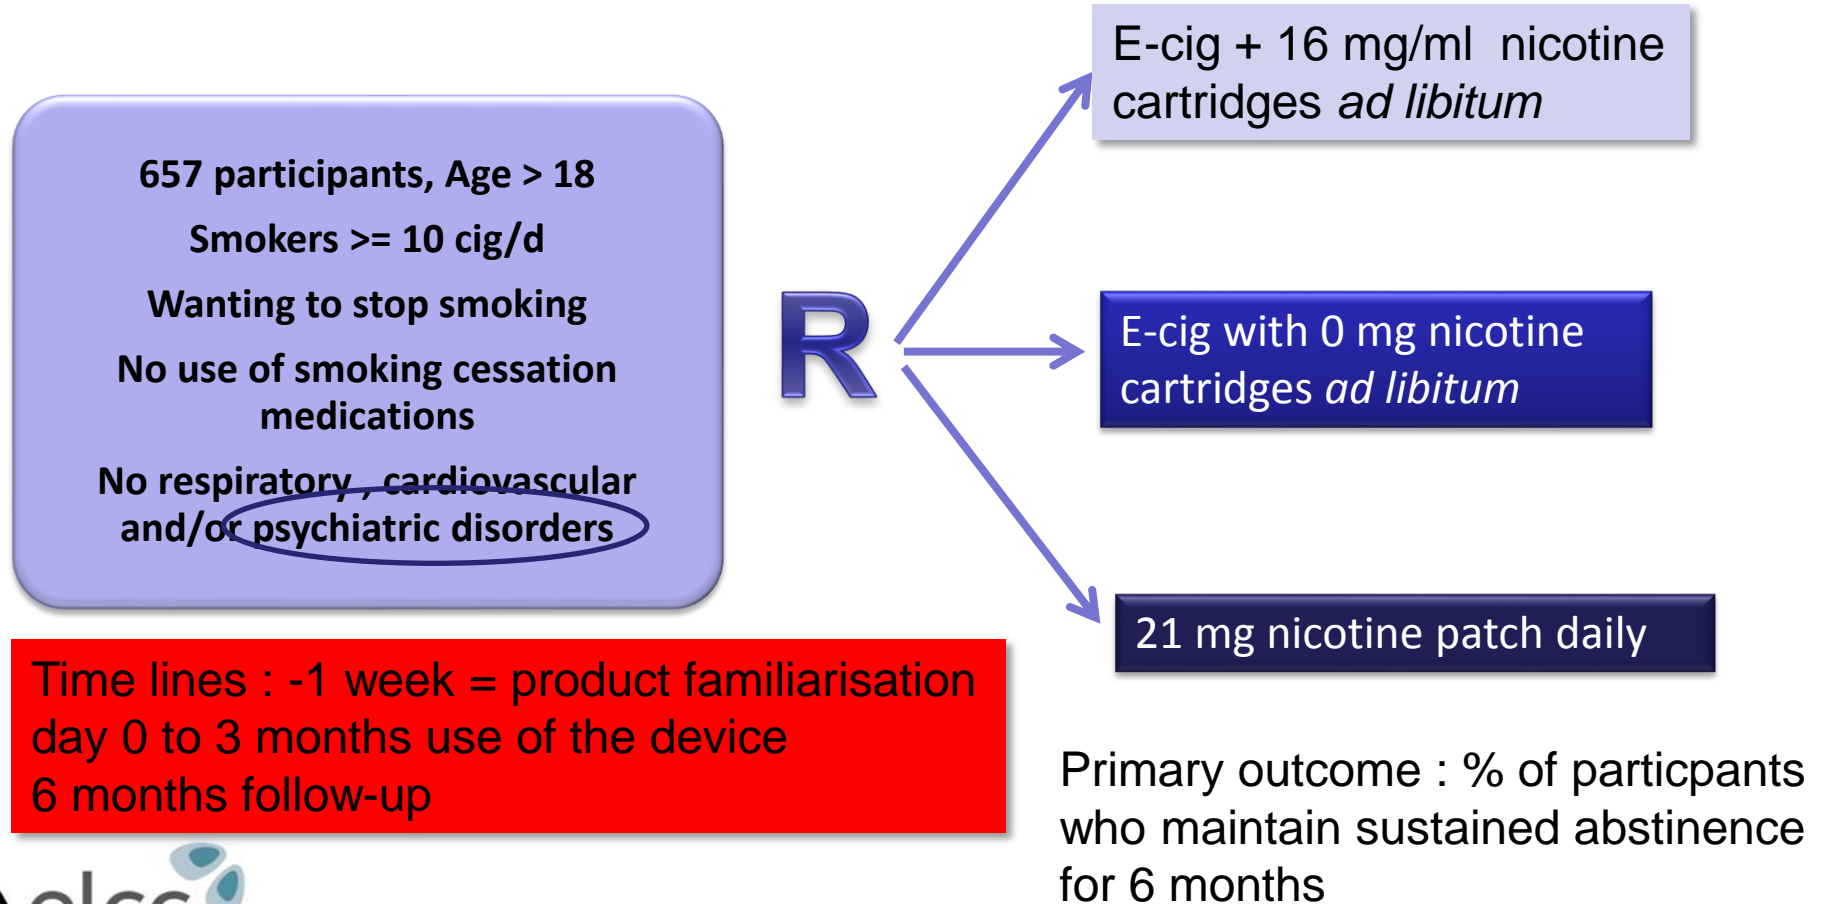 657 participants, Age > 18
Smokers >= 10 cig/d
Wanting to stop smoking
No use of smoking cessation
medications
No respiratory , cardiovascular
and/or psychiatric disorders
R
E-cig + 16 mg/ml  nicotine
cartridges ad libitum
E-cig with 0 mg nicotine
cartridges ad libitum
21 mg nicotine patch daily
Time lines : -1 week = product familiarisation
day 0 to 3 months use of the device
6 months follow-up
Primary outcome : % of particpants
who maintain sustained abstinence
for 6 months